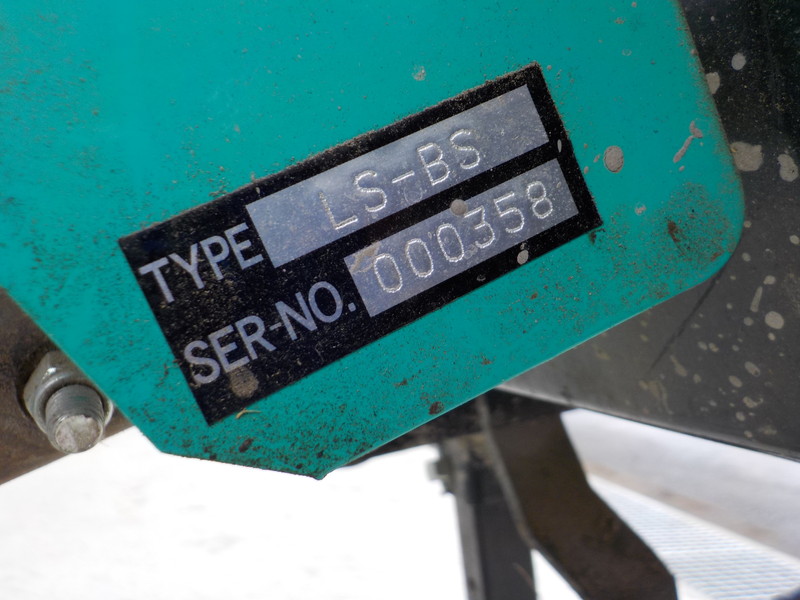 TYPE LS-BS
SER-NO. 000358